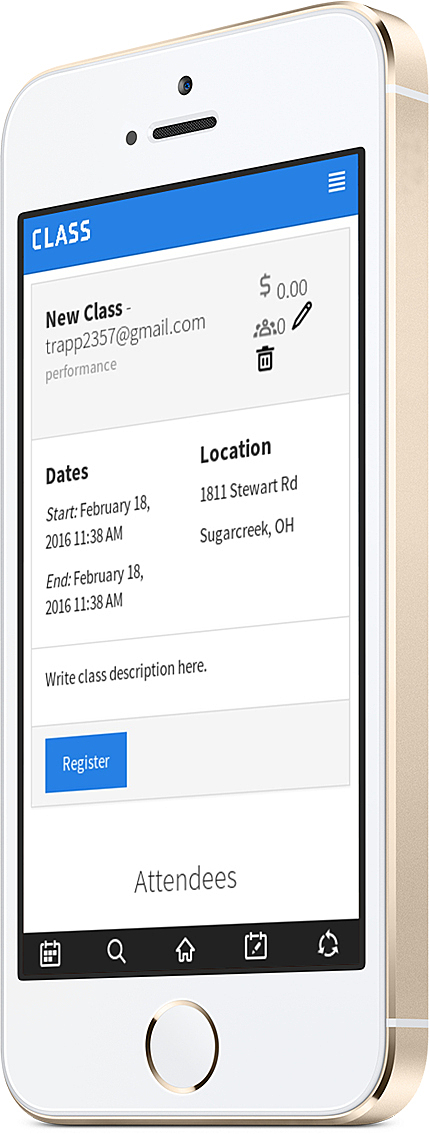 CLASS
New Class -
trapp2357@gmail.com
performance
$ 0.00
0
Dates
Start: February 18,
2016 11:38 AM
End: February 18,
2016 11:38 AM
Location
1811 Stewart Rd
Sugarcreek, OH
Write class description here.
Register
Attendees